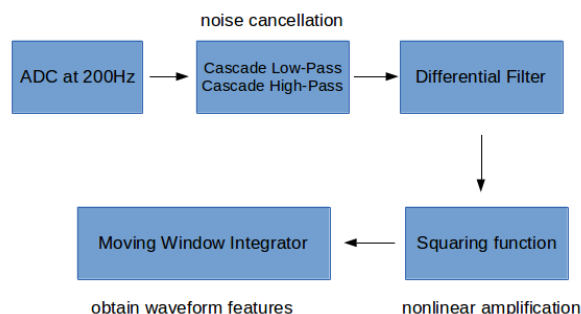 noise cancellation
ADC at 200Hz
Cascade Low-Pass
Cascade High-Pass
Differential Filter
Squaring function
nonlinear amplification
Moving Window Integrator
obtain waveform features